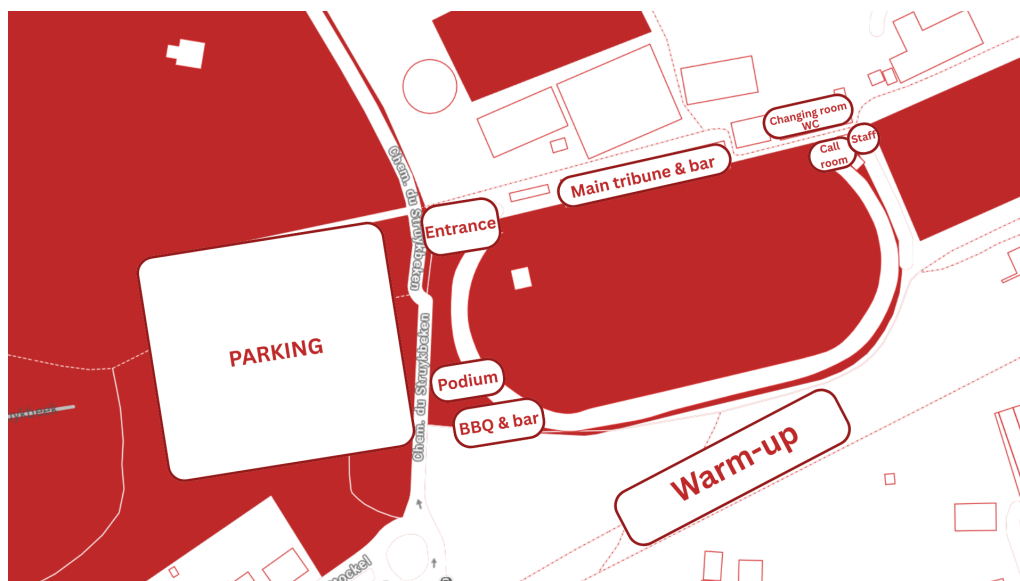 Changing room
WC
Staff
Call
room
Main tribune & bar
Chem. du Struykbeken
Entrance
PARKING
Chem. du Struykbeken
Podium
BBQ & bar
Warm-up